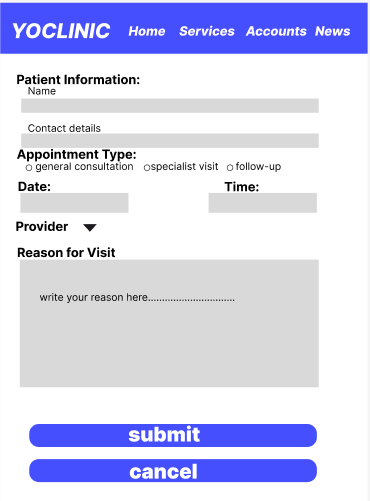 YOCLINIC Home Services Accounts News
Patient Information:
Name
Contact details
Appointment Type:
general consultation specialist visit follow-up
Date: Time:
Provider
Reason for Visit
write your reason here...............................
submit
cancel